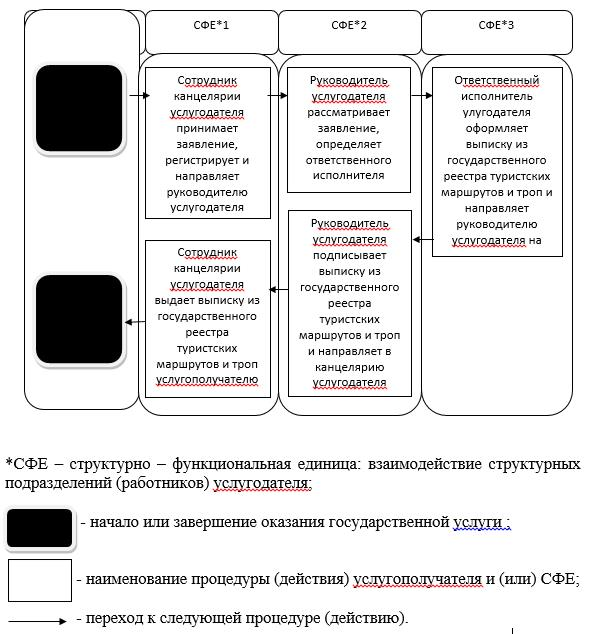 СФЕ*1
СФЕ*2
СФЕ*3
Сотрудник
канцелярии
услугодателя
принимает
заявление,
регистрирует и
направляет
руководителю
услугодателя
Руководитель
услугодателя
рассматривает
заявление,
определяет
ответственного
исполнителя
Ответственный
исполнитель
улугодателя
оформляет
выписку из
государственного
реестра туристских
маршрутов и троп и
направляет
руководителю
услугодателя на
Руководитель
услугодателя
подписывает
выписку из
государственного
реестра
туристских
маршрутов и троп
и направляет в
канцелярию
услугодателя
Сотрудник
канцелярии
услугодателя
выдает выписку из
государственного
реестра
туристских
маршрутов и троп
услугополучателю
*СФЕ – структурно – функциональная единица: взаимодействие структурных
подразделений (работников) услугодателя;
- начало или завершение оказания государственной услуги ;
- наименование процедуры (действия) услугополучателя и (или) СФЕ;
- переход к следующей процедуре (действию).